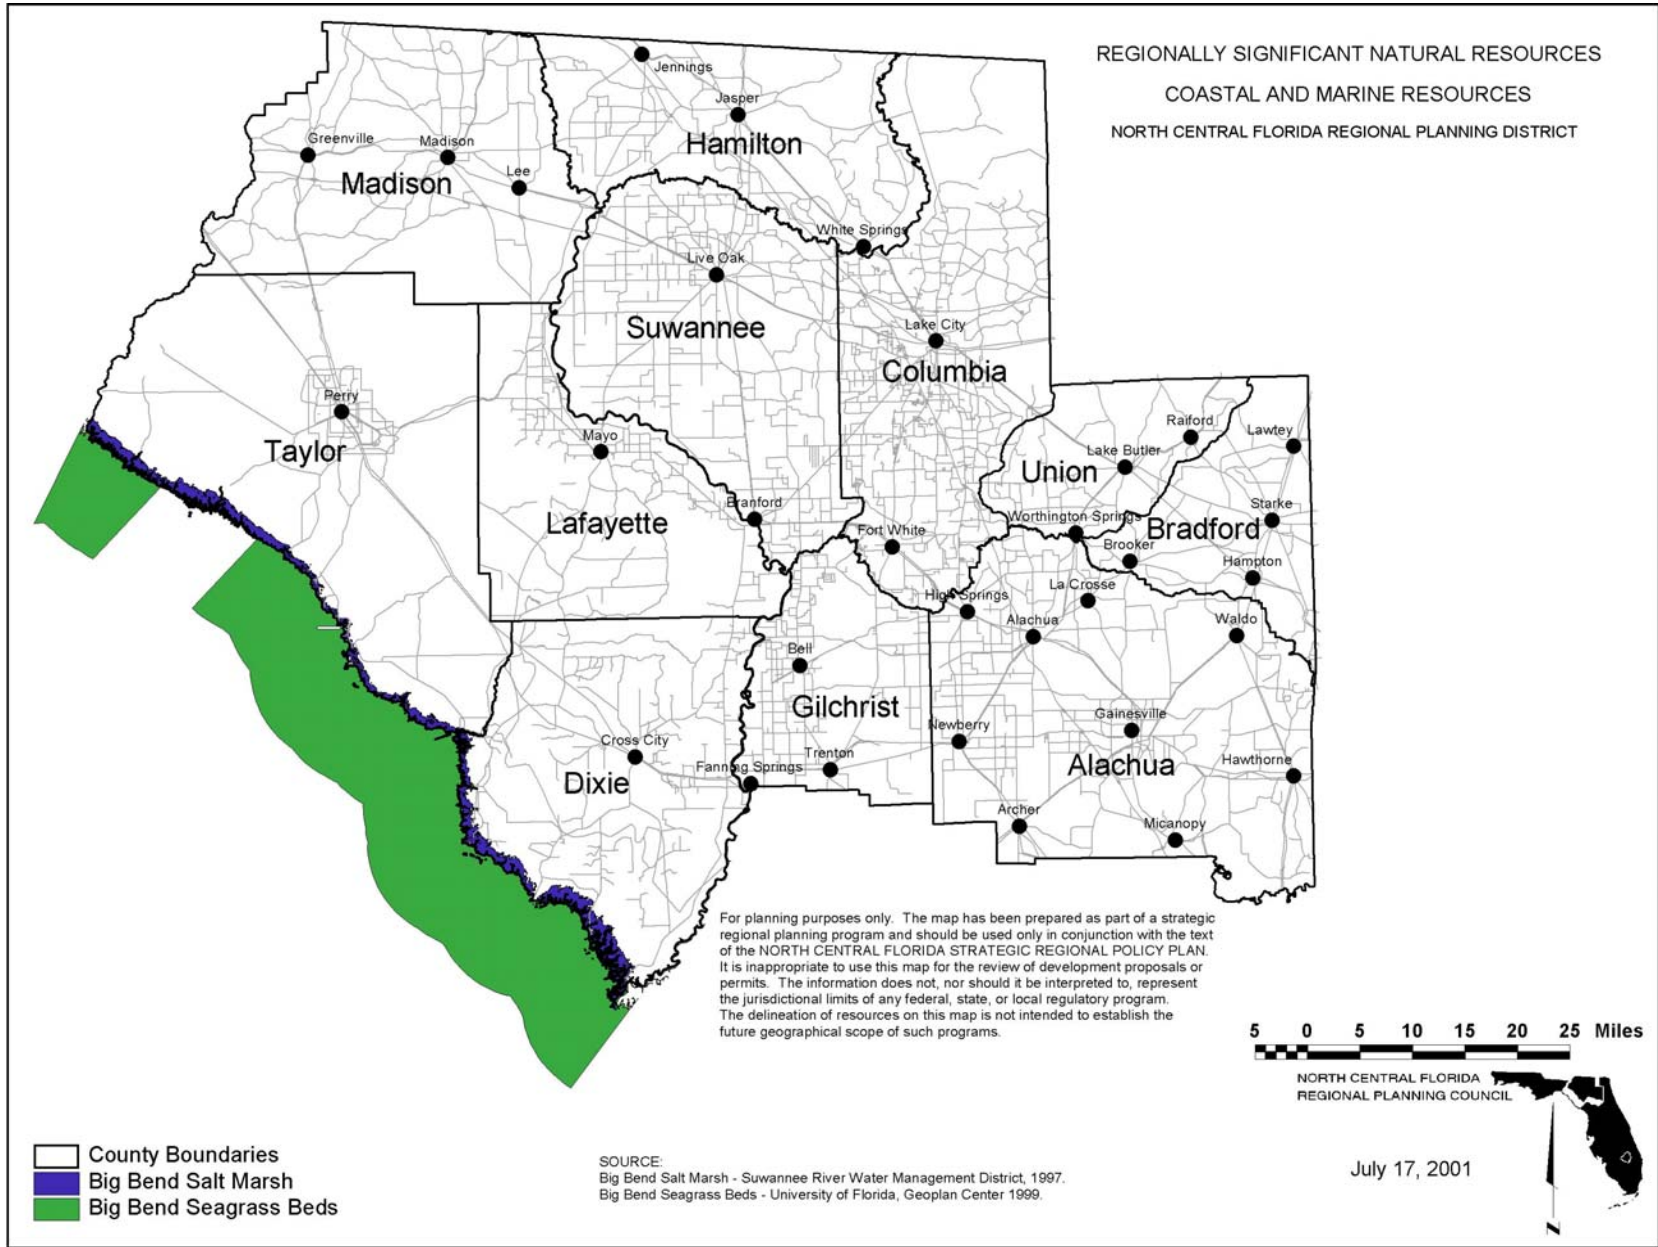 REGIONALLY SIGNIFICANT NATURAL RESOURCES
COASTAL AND MARINE RESOURCES
NORTH CENTRAL FLORIDA REGIONAL PLANNING DISTRICT
Jennings
Jasper
Hamilton
Greenville
Madison
Lee
Madison
White Springs
Live Oak
Suwannee
Lake City
Columbia
Perry
Taylor
Mayo
Lafayette
Branford
Raiford
Lawtey
Lake Butler
Union
Starke
Worthington Springs
Bradford
Fort White
Brooker
Hampton
La Crosse
High Springs
Alachua
Waldo
Bell
Gilchrist
Newberry
Gainesville
Cross City
Trenton
Fanning Springs
Dixie
Alachua
Hawthorne
Archer
Micanopy
For planning purposes only. The map has been prepared as part of a strategic
regional planning program and should be used only in conjunction with the text
of the NORTH CENTRAL FLORIDA STRATEGIC REGIONAL POLICY PLAN.
It is inappropriate to use this map for the review of development proposals or
permits. The information does not, nor should it be interpreted to, represent
the jurisdictional limits of any federal, state, or local regulatory program.
The delineation of resources on this map is not intended to establish the
future geographical scope of such programs.
5 0 5 10 15 20 25 Miles
NORTH CENTRAL FLORIDA
REGIONAL PLANNING COUNCIL
July 17, 2001
N
County Boundaries
Big Bend Salt Marsh
Big Bend Seagrass Beds
SOURCE:
Big Bend Salt Marsh - Suwannee River Water Management District, 1997.
Big Bend Seagrass Beds - University of Florida, Geoplan Center 1999.